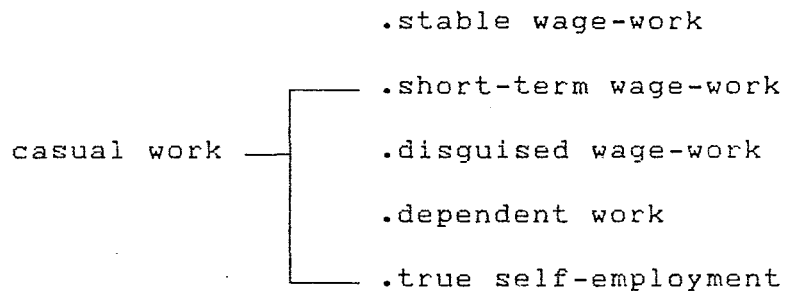 .stable wage-work
.short-term wage-work
casual work .disguised wage-work
.dependent work
.true self-employment